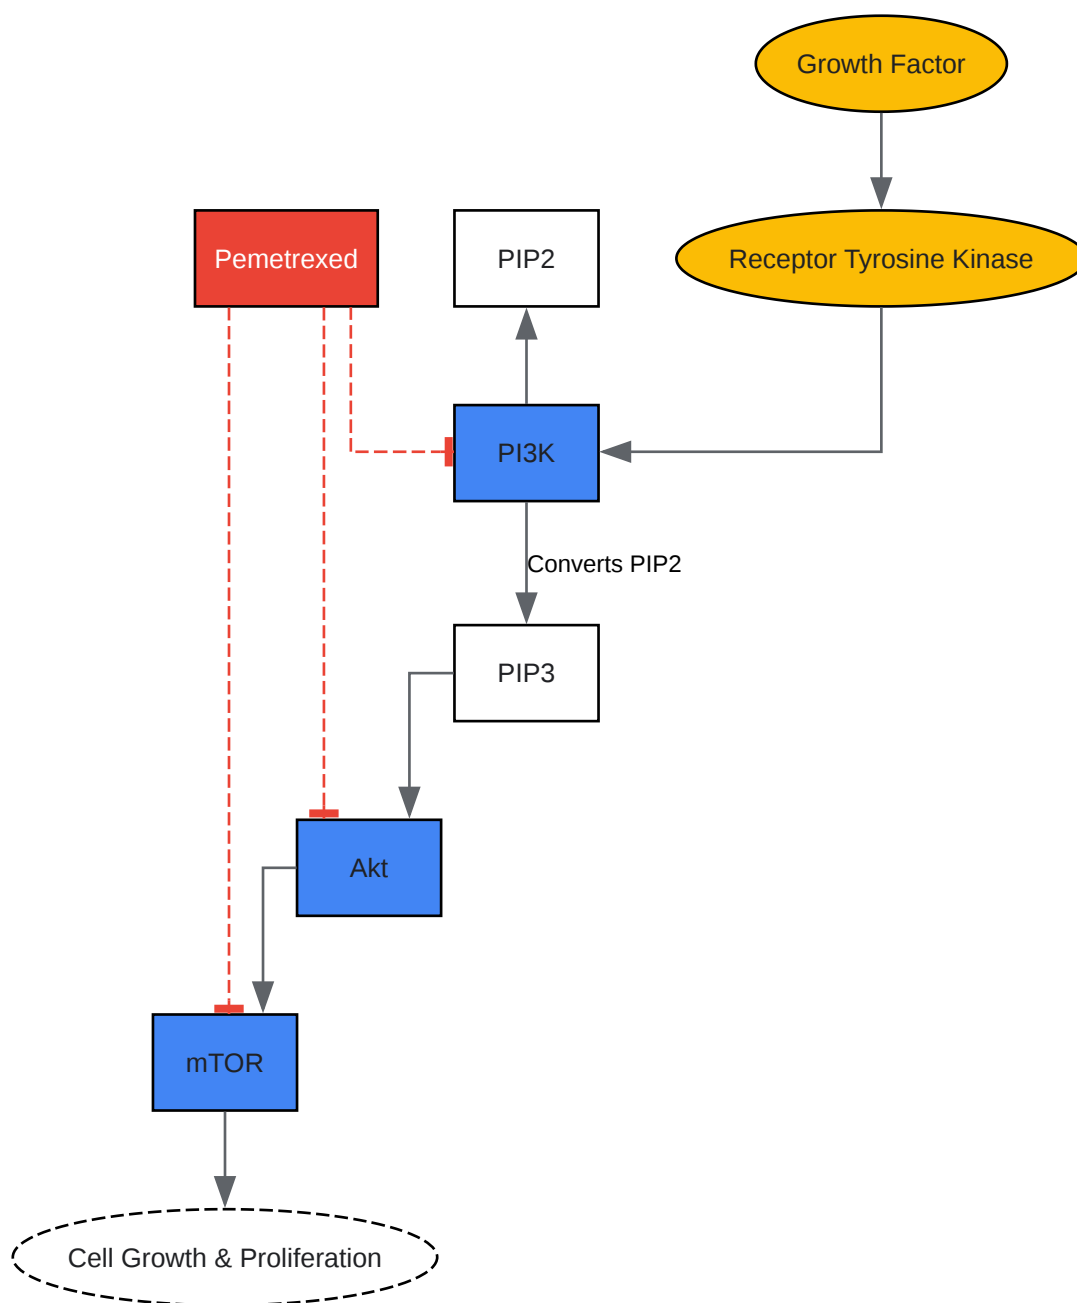 Growth Factor
Pemetrexed
PIP2
Receptor Tyrosine Kinase
PI3K
Converts PIP2
PIP3
Akt
mTOR
Cell Growth & Proliferation